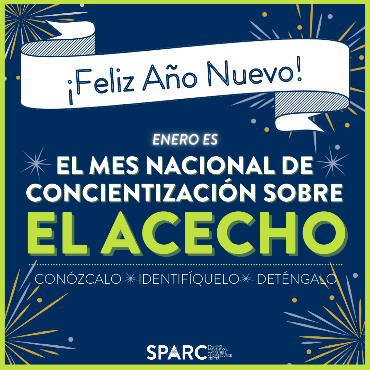 ¡Feliz Año Nuevo!
ENERO ES
EL MES NACIONAL DE
CONCIENTIZACIÓN SOBRE
EL ACECHO
CONÓZCALO ✳ IDENTIFÍQUELO ✳ DETÉNGALO
SPARC